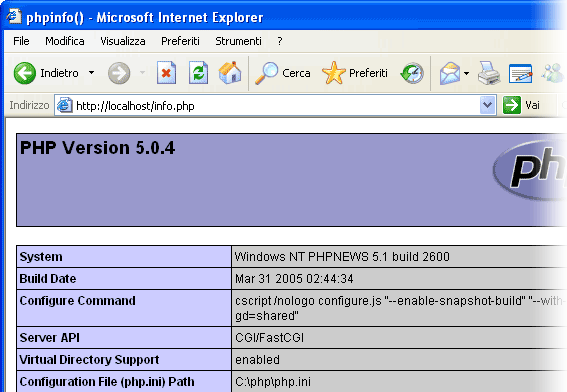 phpinfo() - Microsoft Internet Explorer
File Modifica Visualizza Preferiti Strumenti ?
Indietro Cerca Preferiti
Indirizzo http://localhost/info.php Vai
PHP Version 5.0.4
php
System Windows NT PHPNEWS 5.1 build 2600
Build Date Mar 31 2005 02:44:34
Configure Command cscript /nologo configure.js "--enable-snapshot-build" "--with-
gd=shared"
Server API CGI/FastCGI
Virtual Directory Support enabled
Configuration File (php.ini) Path C:\php\php.ini